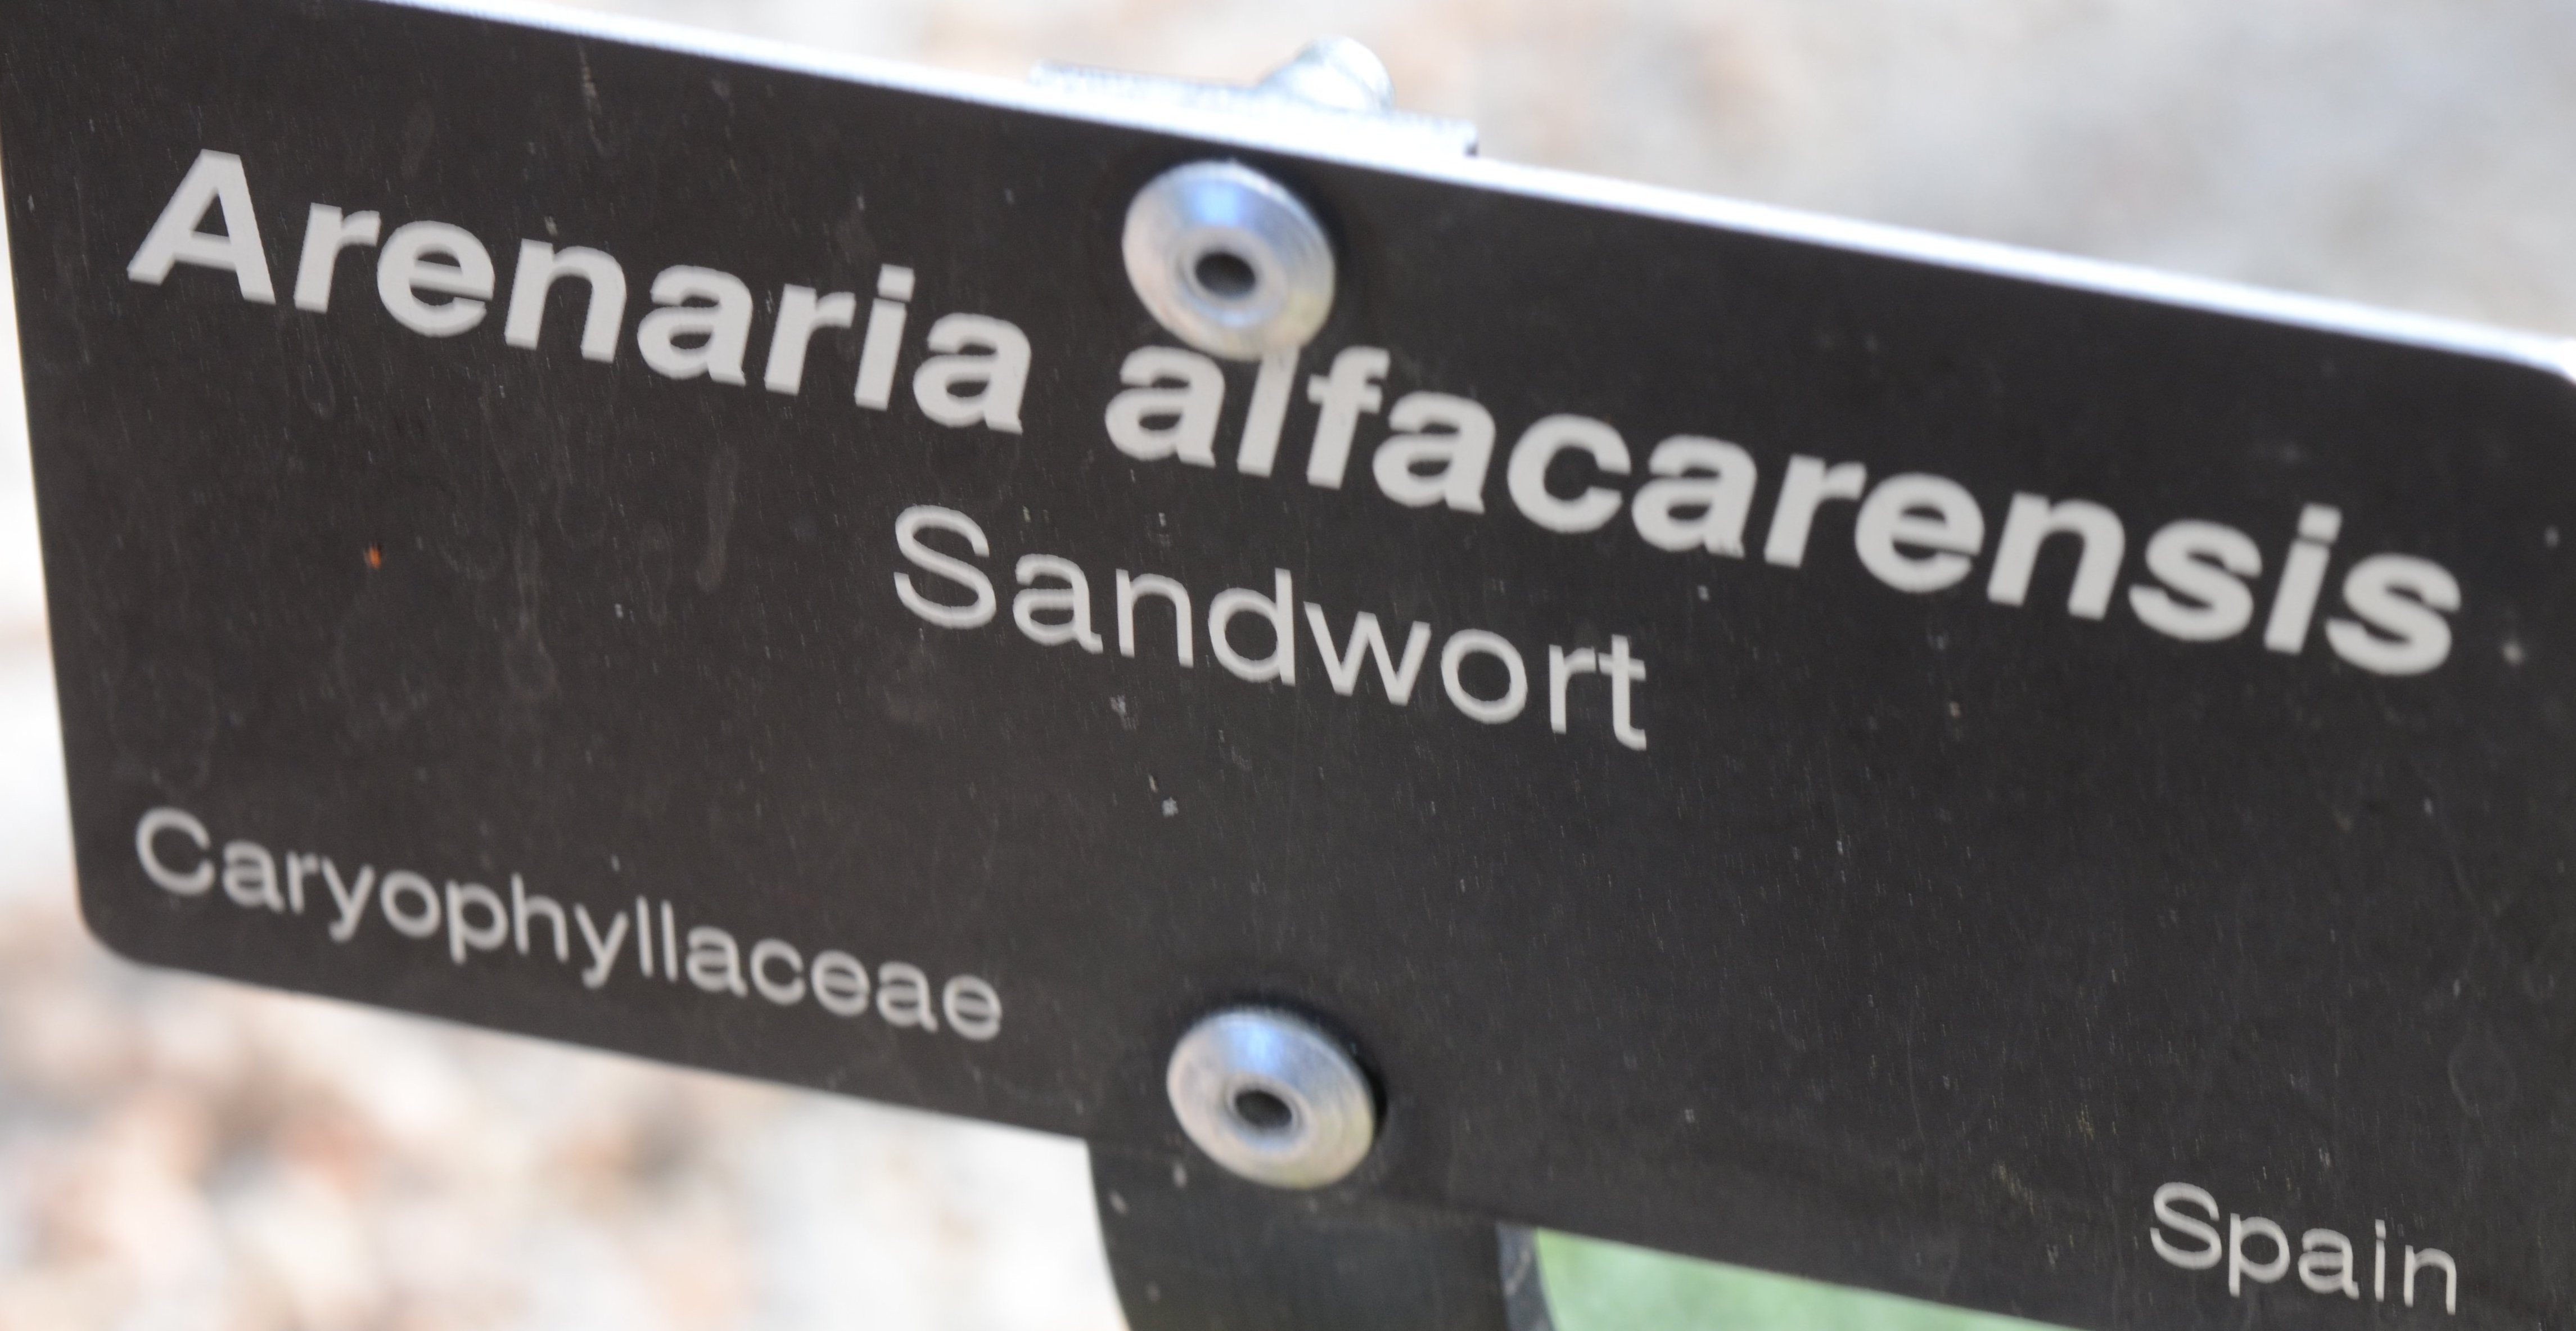 Arenaria alfacarensis
Sandwort
Caryophyllaceae
Spain